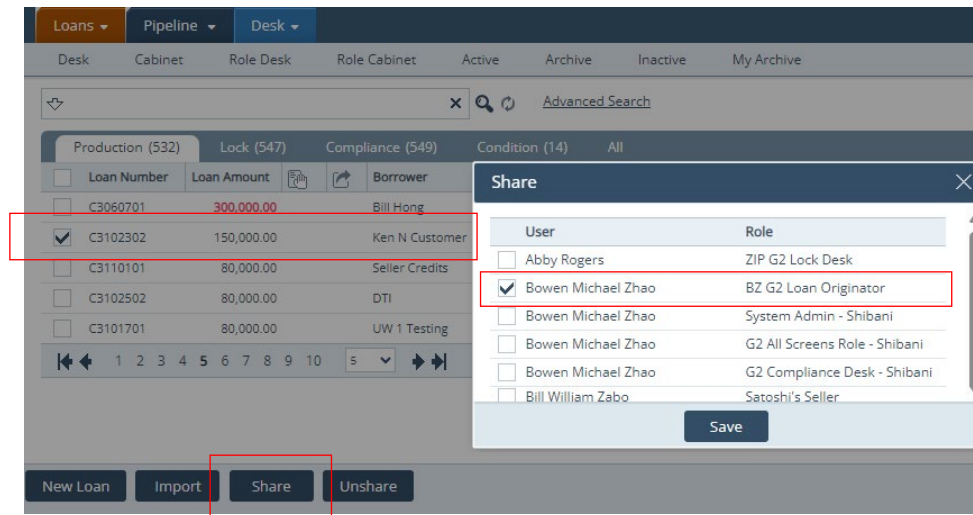 Loans Pipeline Desk
Desk Cabinet Role Desk Role Cabinet Active Archive Inactive My Archive
Advanced Search
Production (532) Lock (547) Compliance (549) Condition (14) All
Loan Number Loan Amount Borrower
C3060701 300,000.00 Bill Hong
C3102302 150,000.00 Ken N Customer
C3110101 80,000.00 Seller Credits
C3102502 80,000.00 DTI
C3101701 80,000.00 UW 1 Testing
1 2 3 4 5 6 7 8 9 10 5
Share
User Role
Abby Rogers ZIP G2 Lock Desk
Bowen Michael Zhao BZ G2 Loan Originator
Bowen Michael Zhao System Admin - Shibani
Bowen Michael Zhao G2 All Screens Role - Shibani
Bowen Michael Zhao G2 Compliance Desk - Shibani
Bill William Zabo Satoshi's Seller
Save
New Loan Import Share Unshare